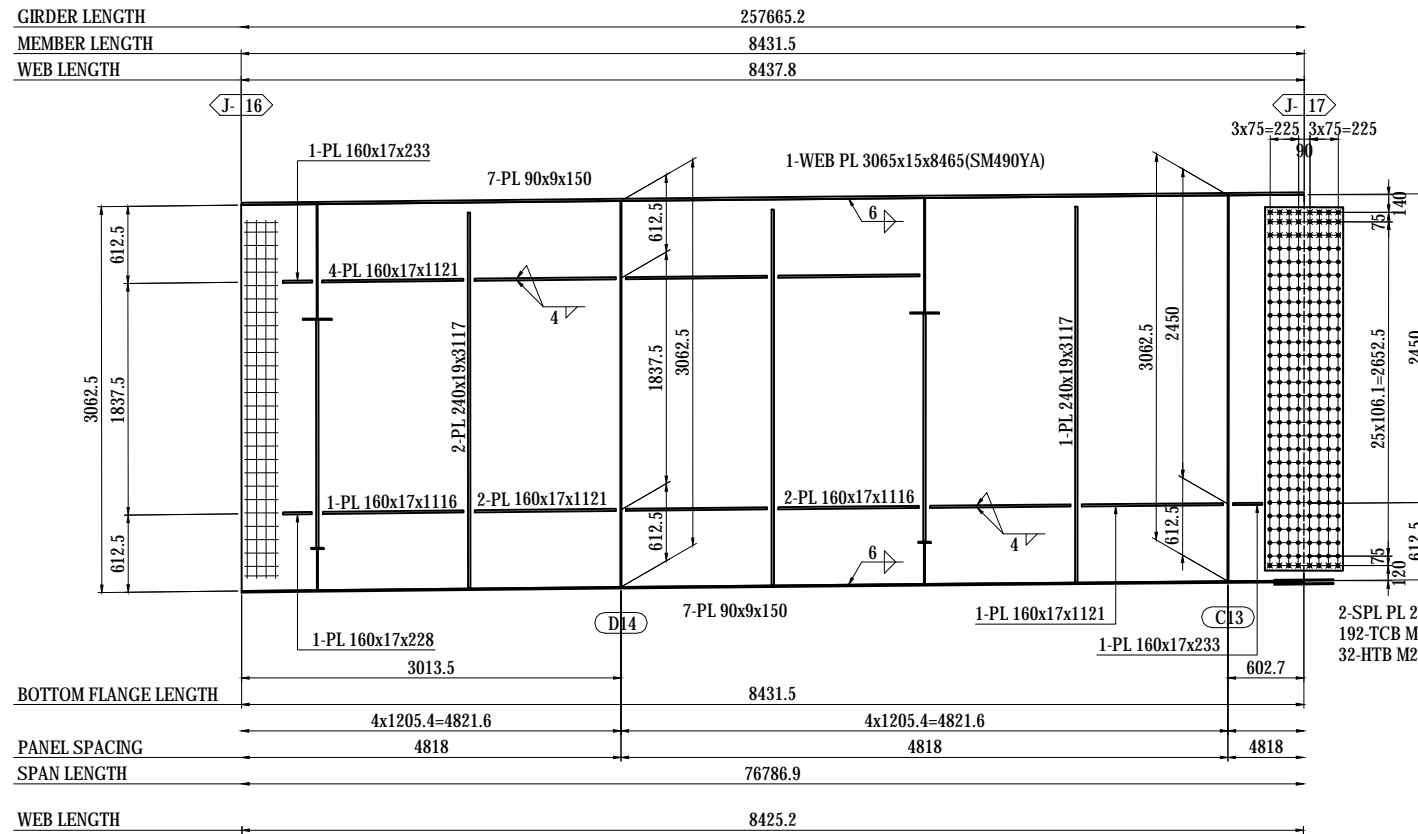 GIRDER LENGTH 257665.2
MEMBER LENGTH 8431.5
WEB LENGTH 8437.8
J- 16
J- 17
3x75=225 3x75=225
90
1-PL 160x17x233
7-PL 90x9x150
1-WEB PL 3065x15x8465(SM490YA)
6
140
75
612.5
612.5
4-PL 160x17x1121
4
3062.5
1837.5
2-PL 240x19x3117
1837.5
3062.5
3062.5
2450
1-PL 240x19x3117
25x106.1=2652.5
2450
1-PL 160x17x1116
2-PL 160x17x1121
2-PL 160x17x1116
4
612.5
612.5
612.5
612.5
6
75
120
7-PL 90x9x150
D14
C13
1-PL 160x17x228
1-PL 160x17x1121
1-PL 160x17x233
2-SPL PL 2
192-TCB M
32-HTB M2
3013.5
602.7
BOTTOM FLANGE LENGTH 8431.5
4x1205.4=4821.6
4x1205.4=4821.6
PANEL SPACING 4818 4818 4818
SPAN LENGTH 76786.9
WEB LENGTH 8425.2